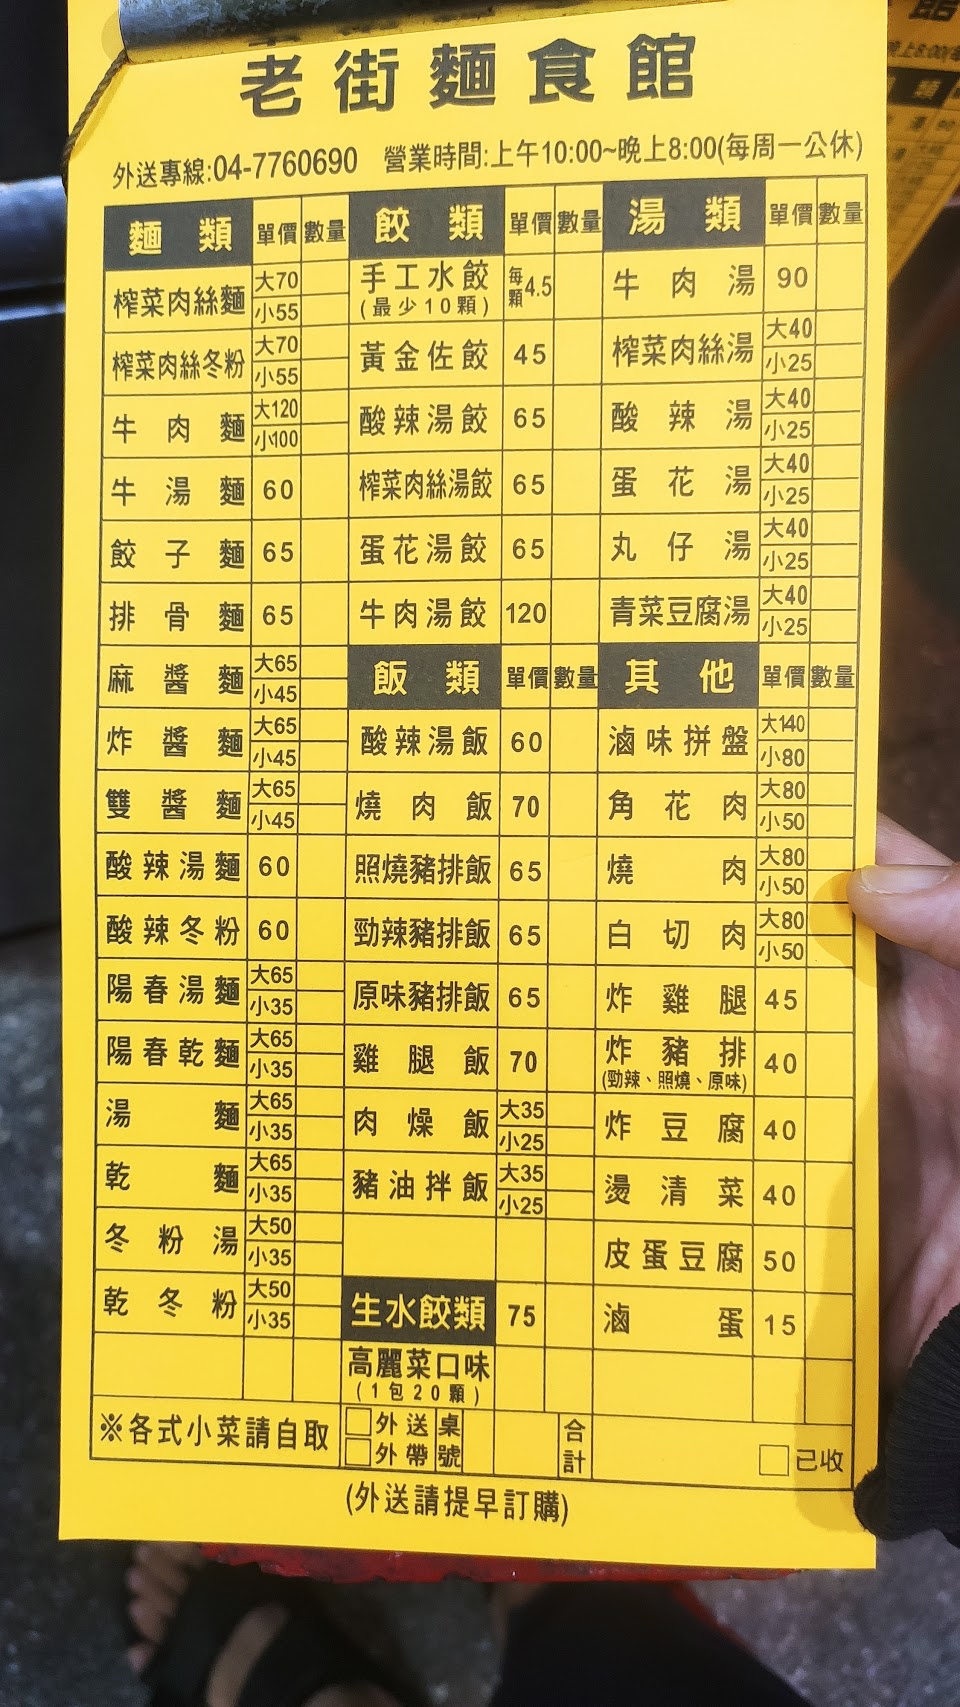 老街麵食館
外送專線:04-7760690 營業時間:上午10:00~晚上8:00(每周一公休)
麵類 單價 數量
榨菜肉絲麵 大70 小55
榨菜肉絲冬粉 大70 小55
牛肉麵 大120 小100
牛湯麵 60
餃子麵 65
排骨麵 65
麻醬麵 大65 小45
炸醬麵 大65 小45
雙醬麵 大65 小45
酸辣湯麵 60
酸辣冬粉 60
陽春湯麵 大65 小35
陽春乾麵 大65 小35
湯麵 大65 小35
乾麵 大65 小35
冬粉湯 大50 小35
乾冬粉 大50 小35
餃類 單價 數量
手工水餃 每顆4.5
(最少10顆)
黃金佐餃 45
酸辣湯餃 65
榨菜肉絲湯餃 65
蛋花湯餃 65
牛肉湯餃 120
飯類 單價 數量
酸辣湯飯 60
燒肉飯 70
照燒豬排飯 65
勁辣豬排飯 65
原味豬排飯 65
雞腿飯 70
肉燥飯 大35 小25
豬油拌飯 大35 小25
生水餃類 75
高麗菜口味
(1包20顆)
湯類 單價 數量
牛肉湯 90
榨菜肉絲湯 大40 小25
酸辣湯 大40 小25
蛋花湯 大40 小25
丸仔湯 大40 小25
青菜豆腐湯 大40 小25
其他 單價 數量
滷味拼盤 大140 小80
角花肉 大80 小50
燒肉 大80 小50
白切肉 大80 小50
炸雞腿 45
炸豬排 40
(勁辣、照燒、原味)
炸豆腐 40
燙清菜 40
皮蛋豆腐 50
滷蛋 15
※各式小菜請自取
□外送 桌號 合計 □已收
□外帶
(外送請提早訂購)